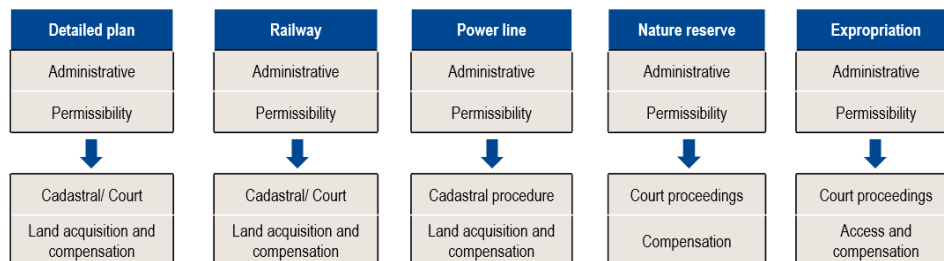 Detailed plan
Administrative
Permissibility
Cadastral/ Court
Land acquisition and
compensation
Railway
Administrative
Permissibility
Cadastral/ Court
Land acquisition and
compensation
Power line
Administrative
Permissibility
Cadastral procedure
Land acquisition and
compensation
Nature reserve
Administrative
Permissibility
Court proceedings
Compensation
Expropriation
Administrative
Permissibility
Court proceedings
Access and
compensation